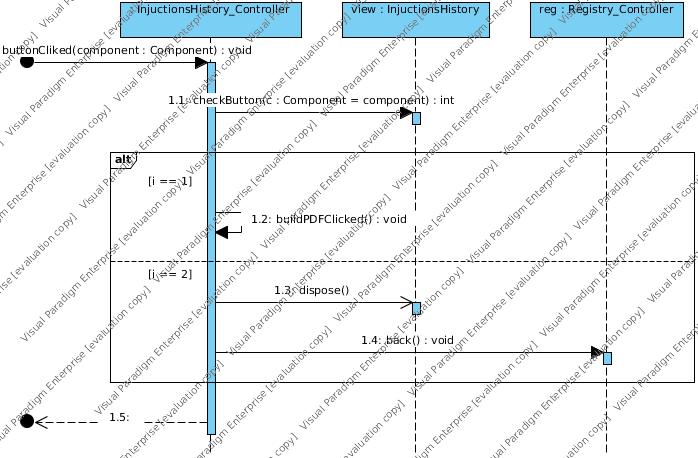 InjuctionsHistory_Controller
view : InjuctionsHistory
reg : Registry_Controller
buttonCliked(component : Component) : void
1.1: checkButton(c : Component = component) : int
alt
[i == 1]
1.2: buildPDFClicked() : void
[i == 2]
1.3: dispose()
1.4: back() : void
1.5:
Visual Paradigm Enterprise [evaluation copy]